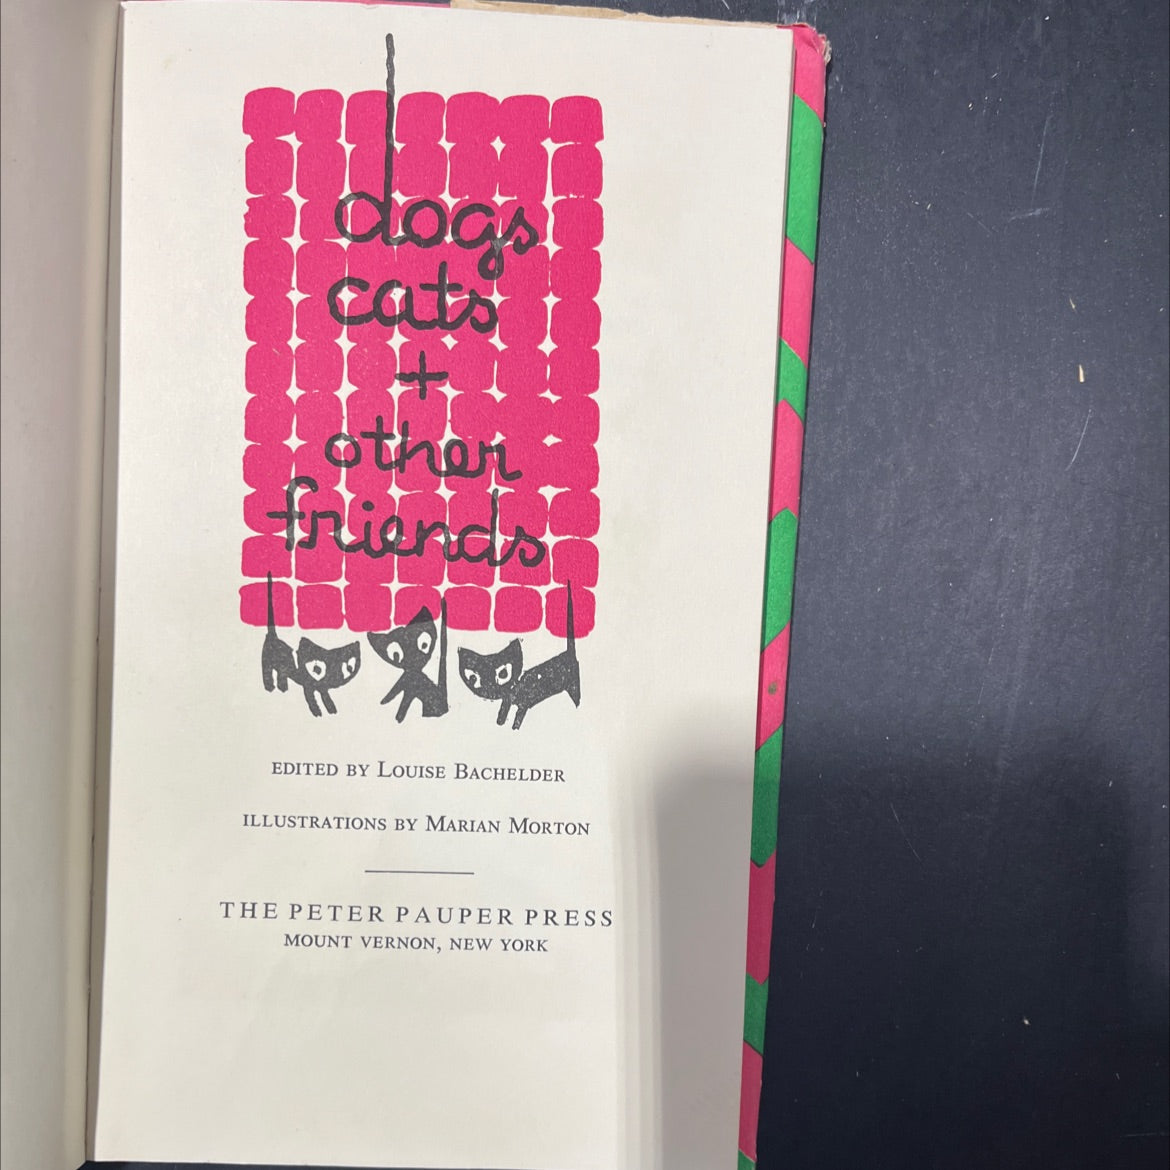 dogs
cats
+
other
friends
EDITED BY LOUISE BACHELDER
ILLUSTRATIONS BY MARIAN MORTON
THE PETER PAUPER PRESS
MOUNT VERNON, NEW YORK